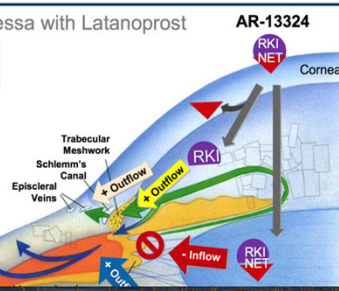 essa with Latanoprost
AR-13324
RKI
NET
Cornea
RKI
Trabecular
Meshwork
Schlemm's
Canal
Episcleral
Veins
+ Outflow
+ Outflow
- Inflow
RKI
NET
+ Outf